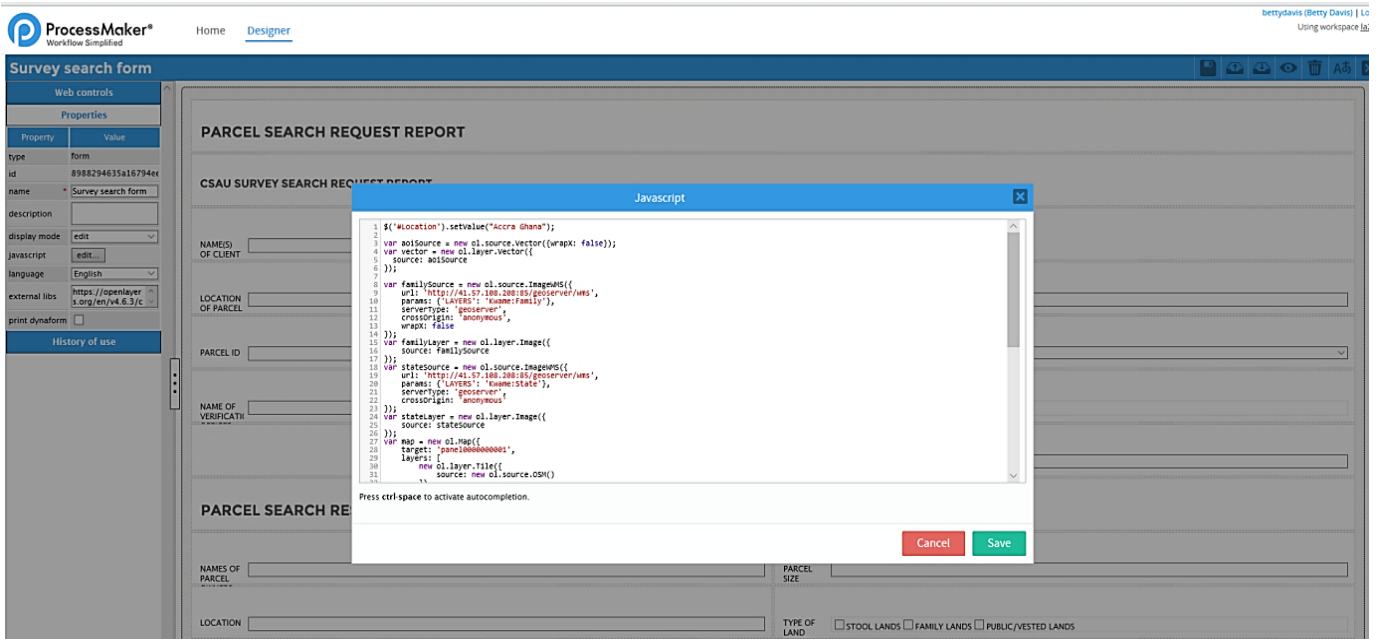 ProcessMaker®
Workflow Simplified
Home Designer
bettydavis (Betty Davis) | Lo
Using workspace la
Survey search form
Web controls
Properties
Property Value
type form
id 8988294635a16794ee
name * Survey search form
description
display mode edit
javascript edit...
language English
external libs https://openlayer
s.org/en/v4.6.3/c
print dynaform
History of use
PARCEL SEARCH REQUEST REPORT
CSAU SURVEY SEARCH REQUEST REPORT
NAME(S)
OF CLIENT
LOCATION
OF PARCEL
PARCEL ID
NAME OF
VERIFICATI
Javascript
1 $('#Location').setValue("Accra Ghana");
2
3 var aoiSource = new ol.source.Vector({wrapX: false});
4 var vector = new ol.layer.Vector({
5 source: aoiSource
6 });
7
8 var familySource = new ol.source.ImageWMS({
9 url: 'http://41.57.108.208:85/geoserver/wms',
10 params: {'LAYERS': 'Kwame:Family'},
11 serverType: 'geoserver',
12 crossOrigin: 'anonymous',
13 wrapX: false
14 });
15 var familyLayer = new ol.layer.Image({
16 source: familySource
17 });
18 var stateSource = new ol.source.ImageWMS({
19 url: 'http://41.57.108.208:85/geoserver/wms',
20 params: {'LAYERS': 'Kwame:State'},
21 serverType: 'geoserver',
22 crossOrigin: 'anonymous'
23 });
24 var stateLayer = new ol.layer.Image({
25 source: stateSource
26 });
27 var map = new ol.Map({
28 target: 'panel0000000001',
29 layers: [
30 new ol.layer.Tile({
31 source: new ol.source.OSM()
32 })
Press ctrl-space to activate autocompletion.
Cancel Save
PARCEL SEARCH RE
NAMES OF
PARCEL
PARCEL
SIZE
LOCATION
TYPE OF
LAND
STOOL LANDS FAMILY LANDS PUBLIC/VESTED LANDS